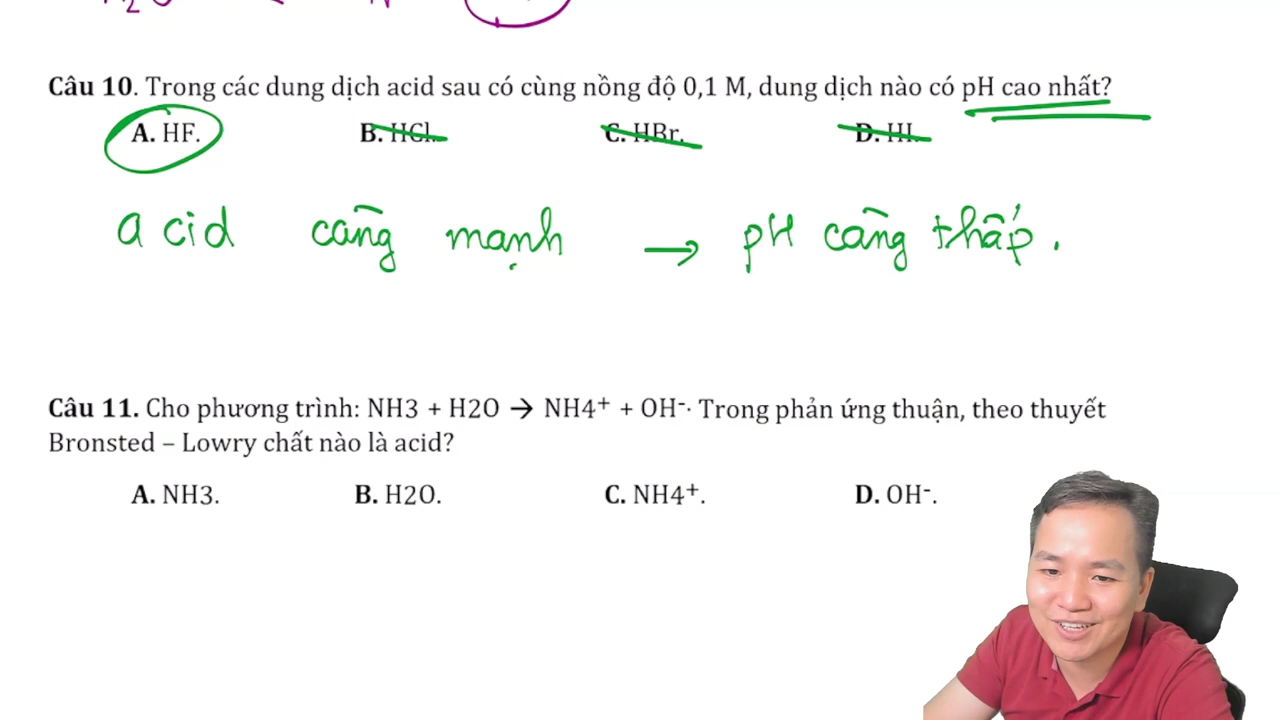 Câu 10. Trong các dung dịch acid sau có cùng nồng độ 0,1 M, dung dịch nào có pH cao nhất?
A. HF. B. HCl. C. HBr. D. HI.
acid càng mạnh → pH càng thấp.
Câu 11. Cho phương trình: NH3 + H2O → NH4⁺ + OH⁻. Trong phản ứng thuận, theo thuyết
Bronsted – Lowry chất nào là acid?
A. NH3. B. H2O. C. NH4⁺. D. OH⁻.